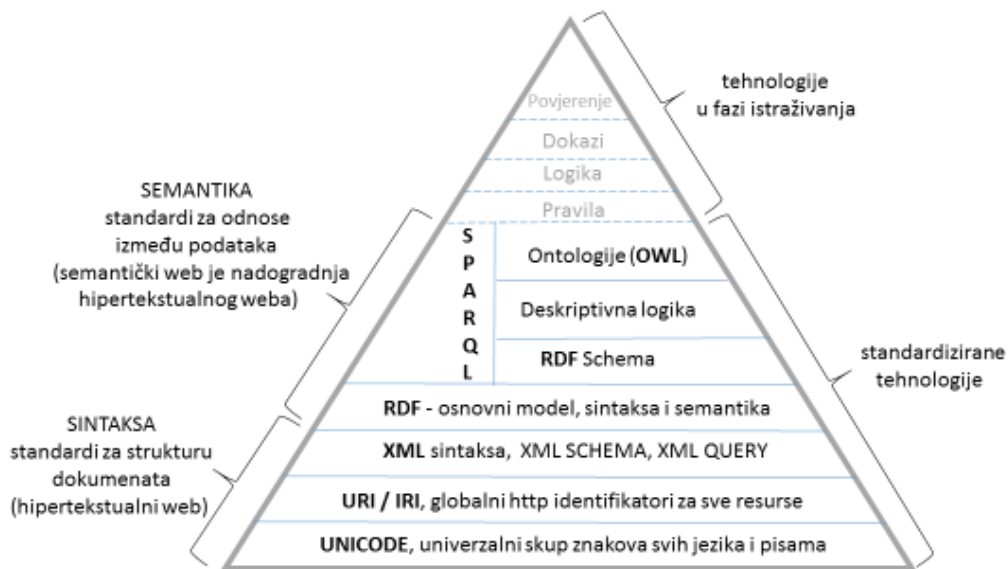 tehnologije
u fazi istraživanja
Povjerenje
Dokazi
Logika
Pravila
SEMANTIKA
standardi za odnose
između podataka
(semantički web je nadogradnja
hipertekstualnog weba)
S
P
A
R
Q
L
Ontologije (OWL)
Deskriptivna logika
RDF Schema
standardizirane
tehnologije
RDF - osnovni model, sintaksa i semantika
SINTAKSA
standardi za strukturu
dokumenata
(hipertekstualni web)
XML sintaksa, XML SCHEMA, XML QUERY
URI / IRI, globalni http identifikatori za sve resurse
UNICODE, univerzalni skup znakova svih jezika i pisama